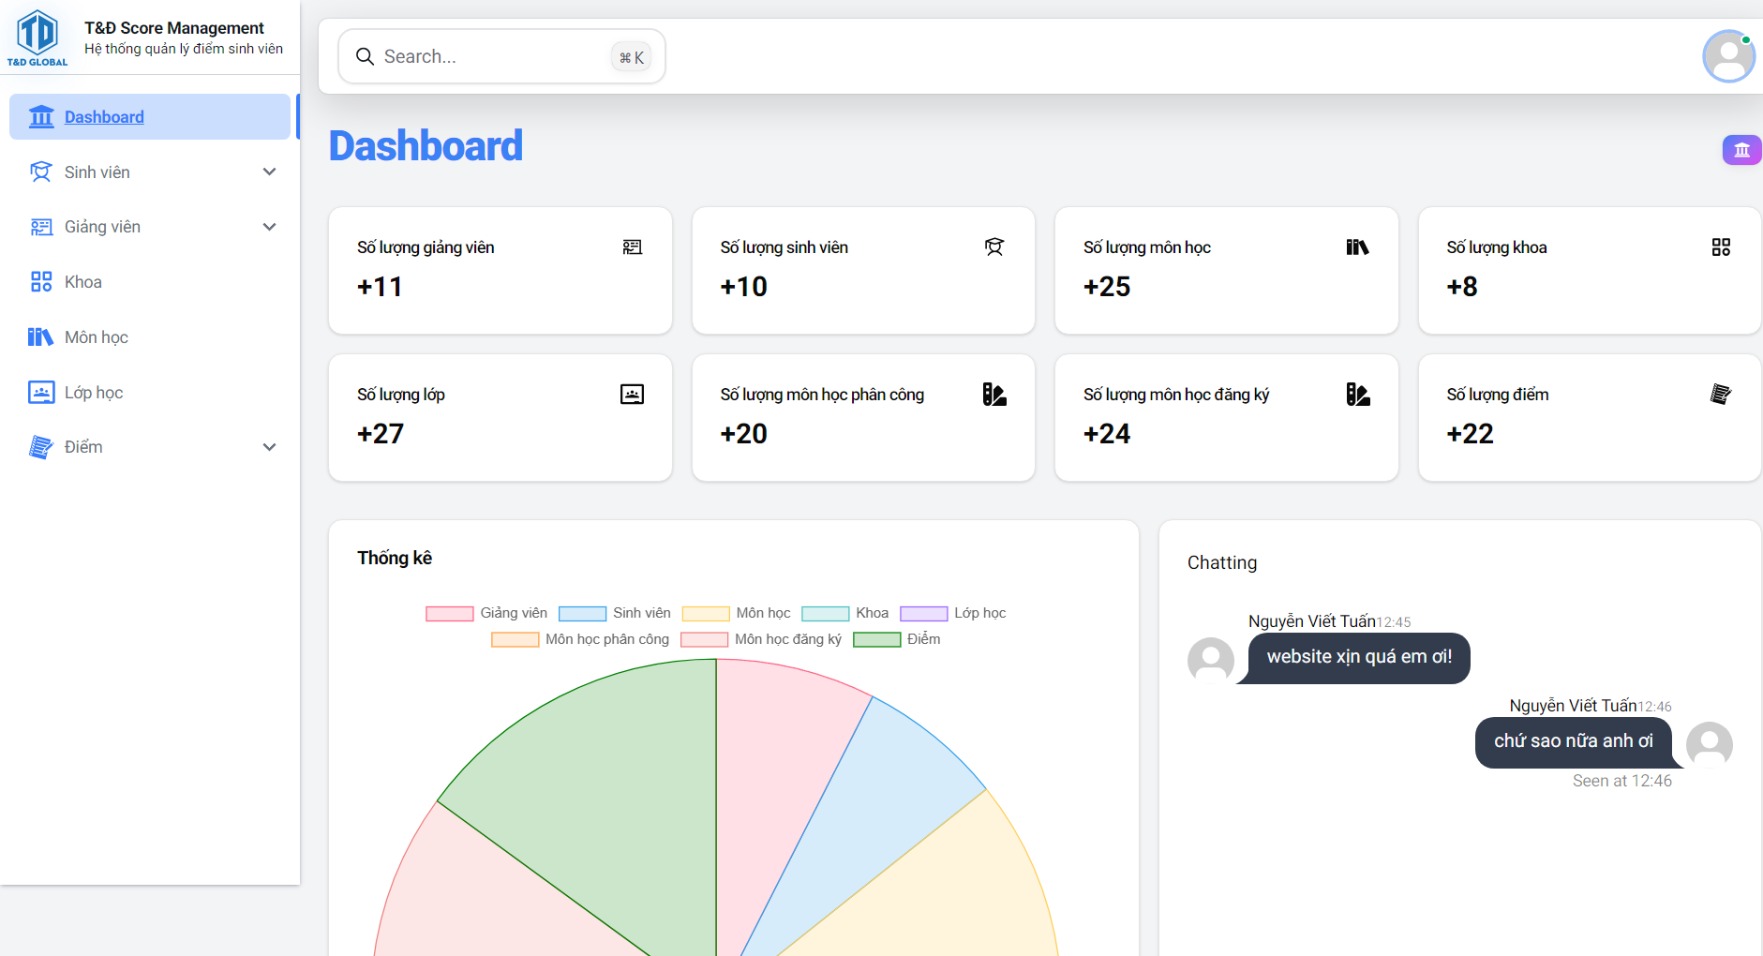 T&Đ Score Management
Hệ thống quản lý điểm sinh viên
TD
T&D GLOBAL
Search...
⌘ K
Dashboard
Sinh viên
Giảng viên
Khoa
Môn học
Lớp học
Điểm
Dashboard
Số lượng giảng viên
+11
Số lượng sinh viên
+10
Số lượng môn học
+25
Số lượng khoa
+8
Số lượng lớp
+27
Số lượng môn học phân công
+20
Số lượng môn học đăng ký
+24
Số lượng điểm
+22
Thống kê
Giảng viên Sinh viên Môn học Khoa Lớp học
Môn học phân công Môn học đăng ký Điểm
Chatting
Nguyễn Viết Tuấn12:45
website xịn quá em ơi!
Nguyễn Viết Tuấn12:46
chứ sao nữa anh ơi
Seen at 12:46